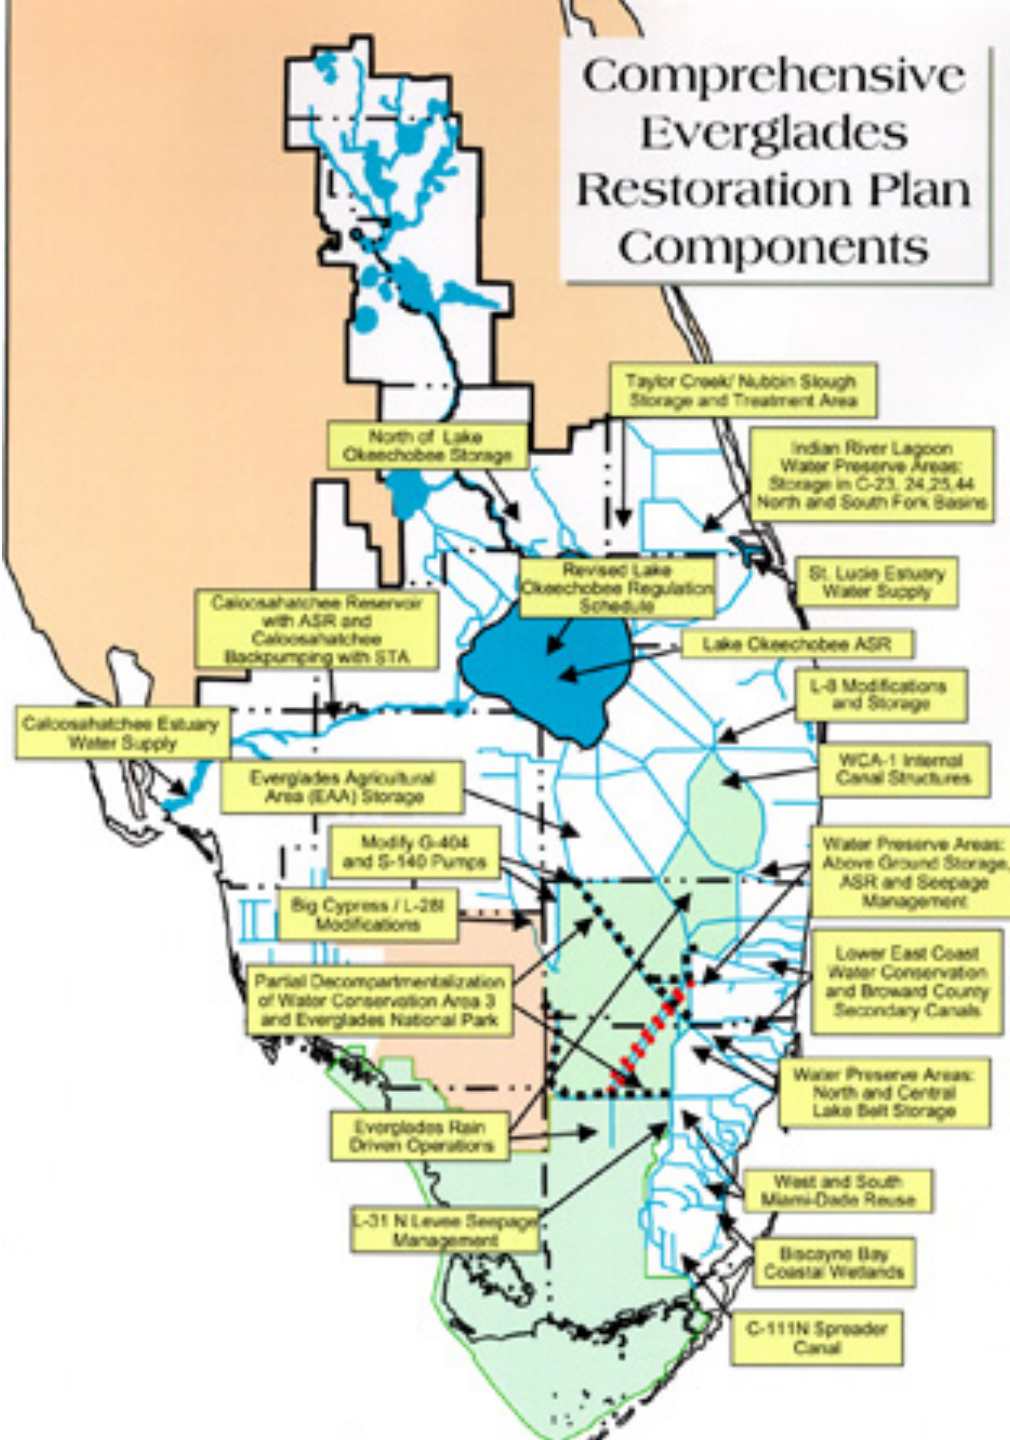 Comprehensive
Everglades
Restoration Plan
Components
Taylor Creek/ Nubbin Slough
Storage and Treatment Area
North of Lake
Okeechobee Storage
Indian River Lagoon
Water Preserve Areas:
Storage in C-23, 24,25,44
North and South Fork Basins
Revised Lake
Okeechobee Regulation
Schedule
St. Lucie Estuary
Water Supply
Caloosahatchee Reservoir
with ASR and
Caloosahatchee
Backpumping with STA
Lake Okeechobee ASR
L-8 Modifications
and Storage
Caloosahatchee Estuary
Water Supply
WCA-1 Internal
Canal Structures
Everglades Agricultural
Area (EAA) Storage
Modify G-404
and S-140 Pumps
Water Preserve Areas:
Above Ground Storage,
ASR and Seepage
Management
Big Cypress / L-28I
Modifications
Lower East Coast
Water Conservation
and Broward County
Secondary Canals
Partial Decompartmentalization
of Water Conservation Area 3
and Everglades National Park
Water Preserve Areas:
North and Central
Lake Belt Storage
Everglades Rain
Driven Operations
West and South
Miami-Dade Reuse
L-31 N Levee Seepage
Management
Biscayne Bay
Coastal Wetlands
C-111N Spreader
Canal